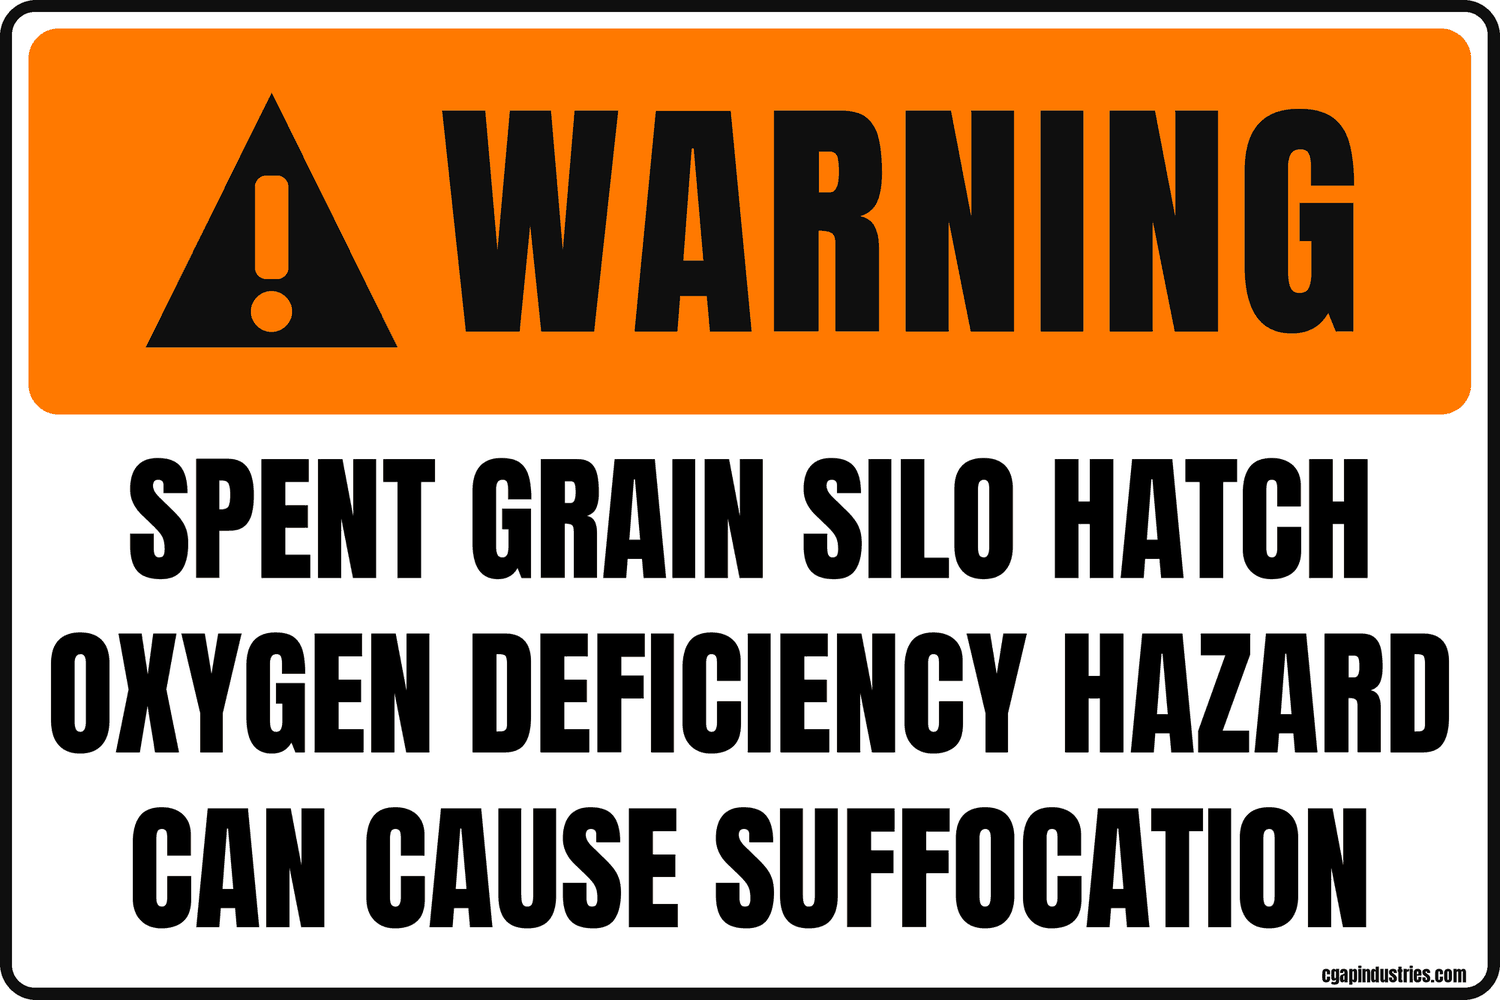 WARNING
SPENT GRAIN SILO HATCH
OXYGEN DEFICIENCY HAZARD
CAN CAUSE SUFFOCATION
cgapindustries.com